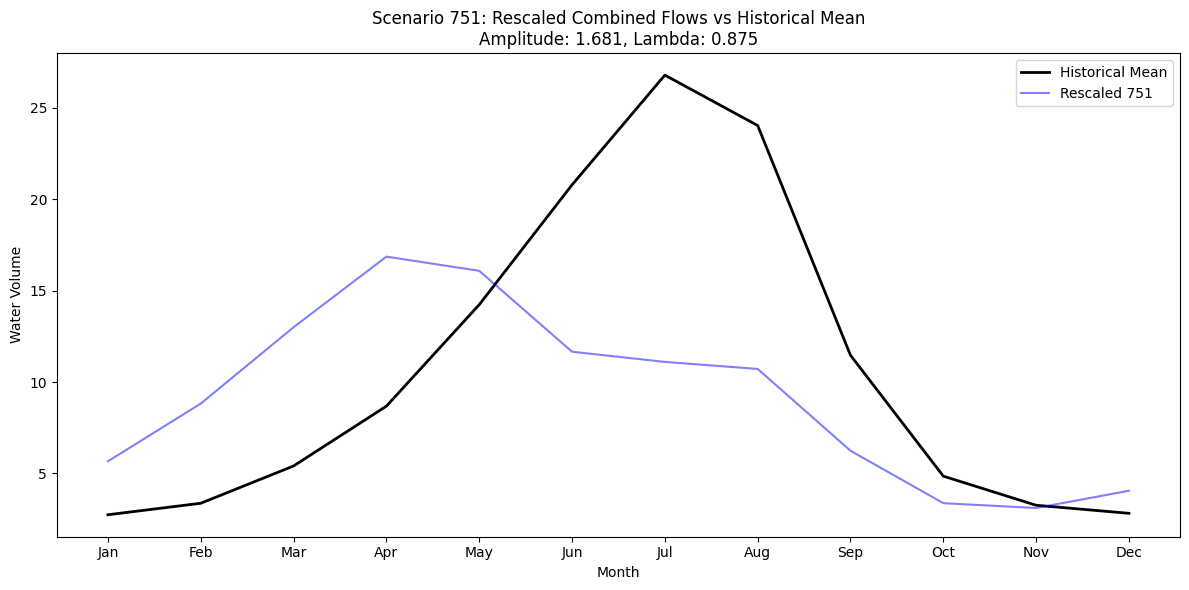 Scenario 751: Rescaled Combined Flows vs Historical Mean
Amplitude: 1.681, Lambda: 0.875
Historical Mean
Rescaled 751
Water Volume
25
20
15
10
5
Jan Feb Mar Apr May Jun Jul Aug Sep Oct Nov Dec
Month